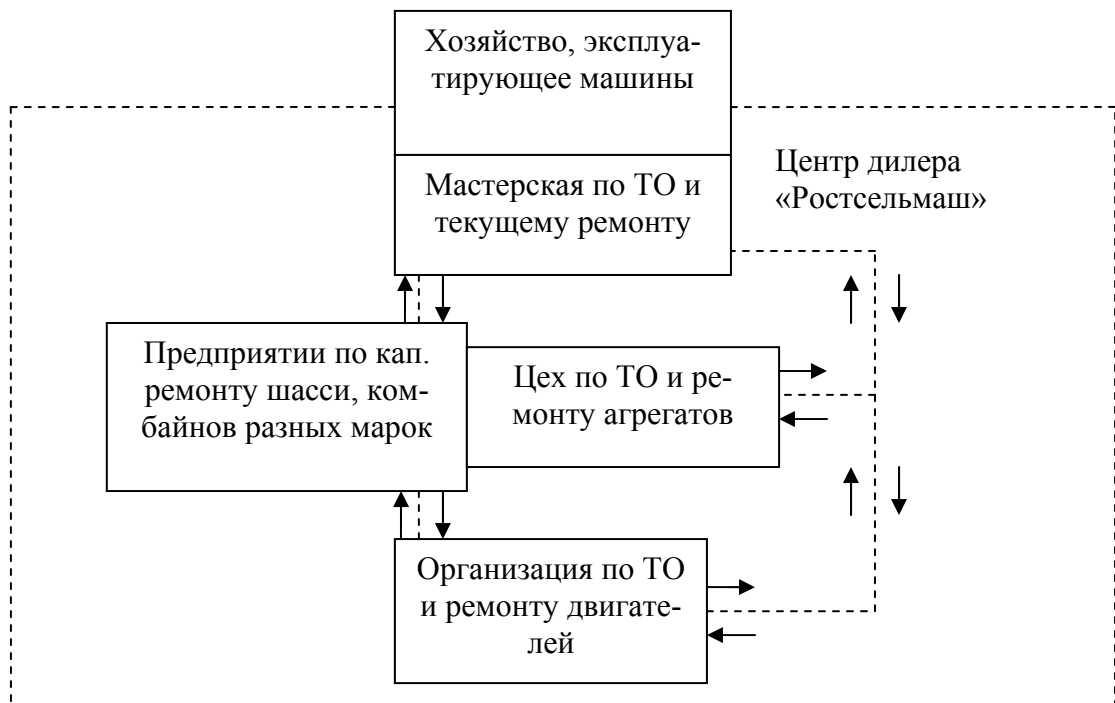 Хозяйство, эксплуа-
тирующее машины
Мастерская по ТО и
текущему ремонту
Центр дилера
«Ростсельмаш»
Предприятии по кап.
ремонту шасси, ком-
байнов разных марок
Цех по ТО и ре-
монту агрегатов
Организация по ТО
и ремонту двигате-
лей